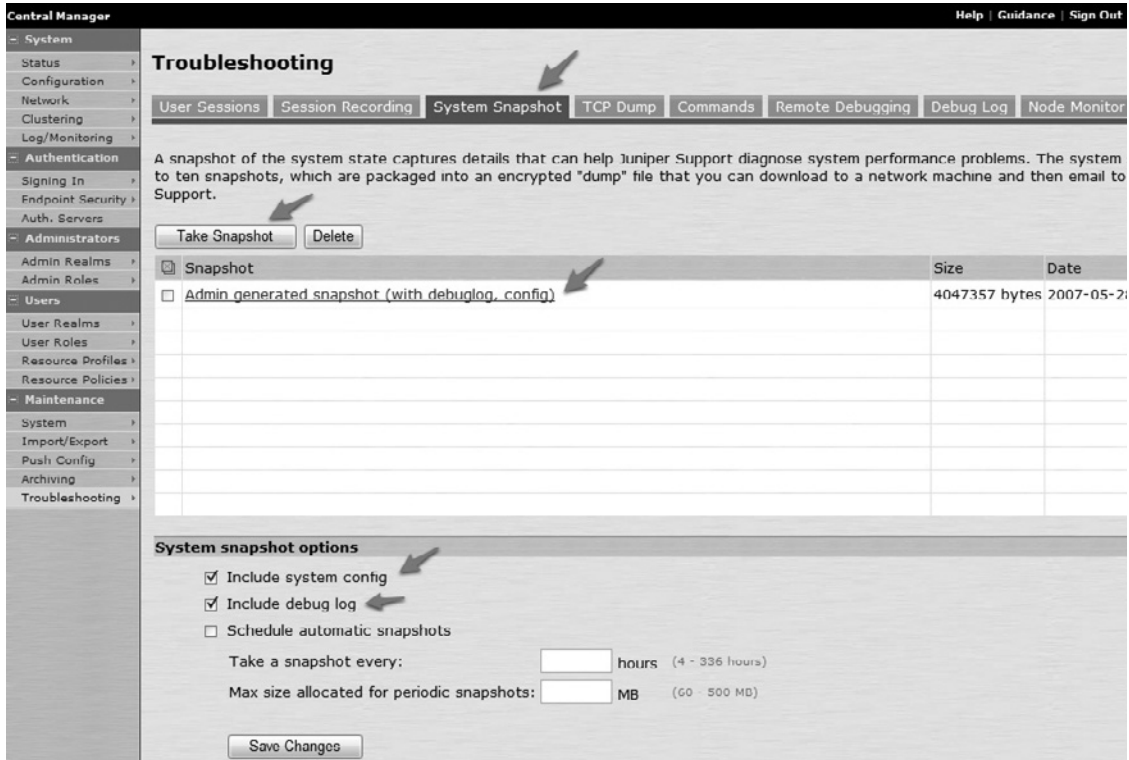 Central Manager
Help | Guidance | Sign Out
System
Status
Configuration
Network
Clustering
Log/Monitoring
Authentication
Signing In
Endpoint Security
Auth. Servers
Administrators
Admin Realms
Admin Roles
Users
User Realms
User Roles
Resource Profiles
Resource Policies
Maintenance
System
Import/Export
Push Config
Archiving
Troubleshooting
Troubleshooting
User Sessions
Session Recording
System Snapshot
TCP Dump
Commands
Remote Debugging
Debug Log
Node Monitor
A snapshot of the system state captures details that can help Juniper Support diagnose system performance problems. The system
to ten snapshots, which are packaged into an encrypted "dump" file that you can download to a network machine and then email to
Support.
Take Snapshot
Delete
Snapshot Size Date
Admin generated snapshot (with debuglog, config) 4047357 bytes 2007-05-28
System snapshot options
Include system config
Include debug log
Schedule automatic snapshots
Take a snapshot every: hours (4 - 336 hours)
Max size allocated for periodic snapshots: MB (60 - 500 MB)
Save Changes